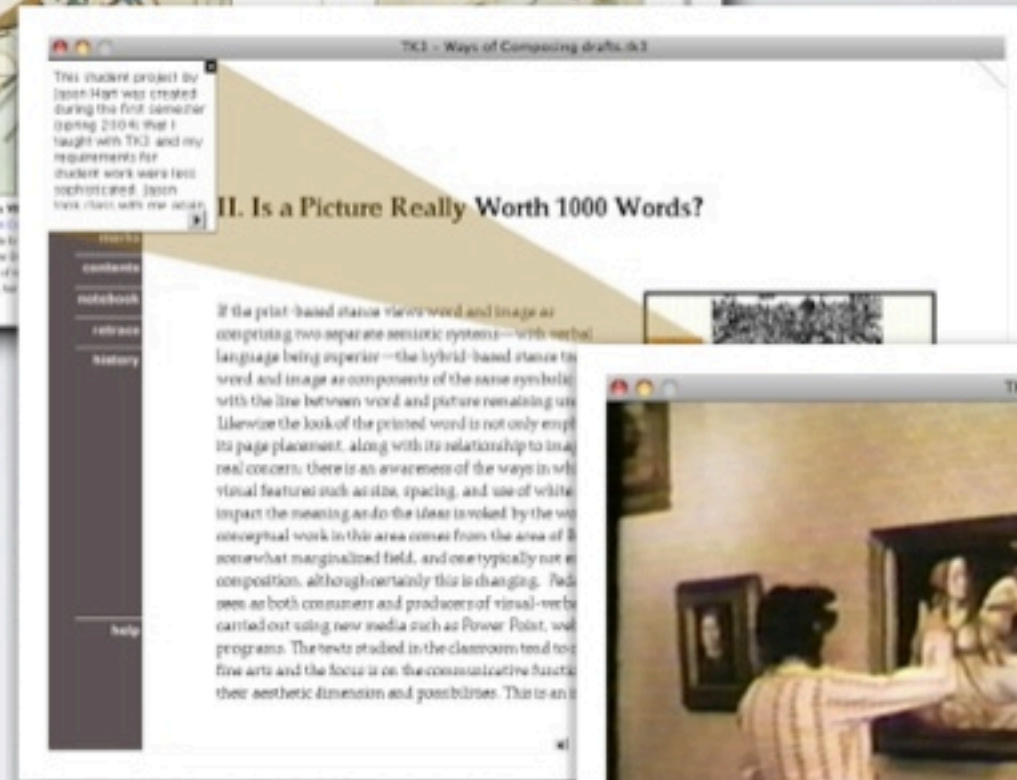 TK3 - Ways of Composing drafts.tk3
This student project by
Jason Hart was created
during the first semester
(spring 2004) that I
taught with TK3 and my
requirements for
student work were less
sophisticated. Jason
took class with me again
II. Is a Picture Really Worth 1000 Words?
marks
contents
notebook
retrace
history
help
If the print-based stance views word and image as
comprising two separate semiotic systems—with verbal
language being superior—the hybrid-based stance
word and image as components of the same symbolic
with the line between word and picture remaining
Likewise the look of the printed word is not only
its page placement, along with its relationship to
real concern; there is an awareness of the ways in
visual features such as size, spacing, and use of white
impact the meaning as do the ideas invoked by the
conceptual work in this area comes from the area of
somewhat marginalized field, and one typically not
composition, although certainly this is changing.
seen as both consumers and producers of
carried out using new media such as Power Point,
programs. The texts studied in the classroom tend to
fine arts and the focus is on the communicative
their aesthetic dimension and possibilities. This is an